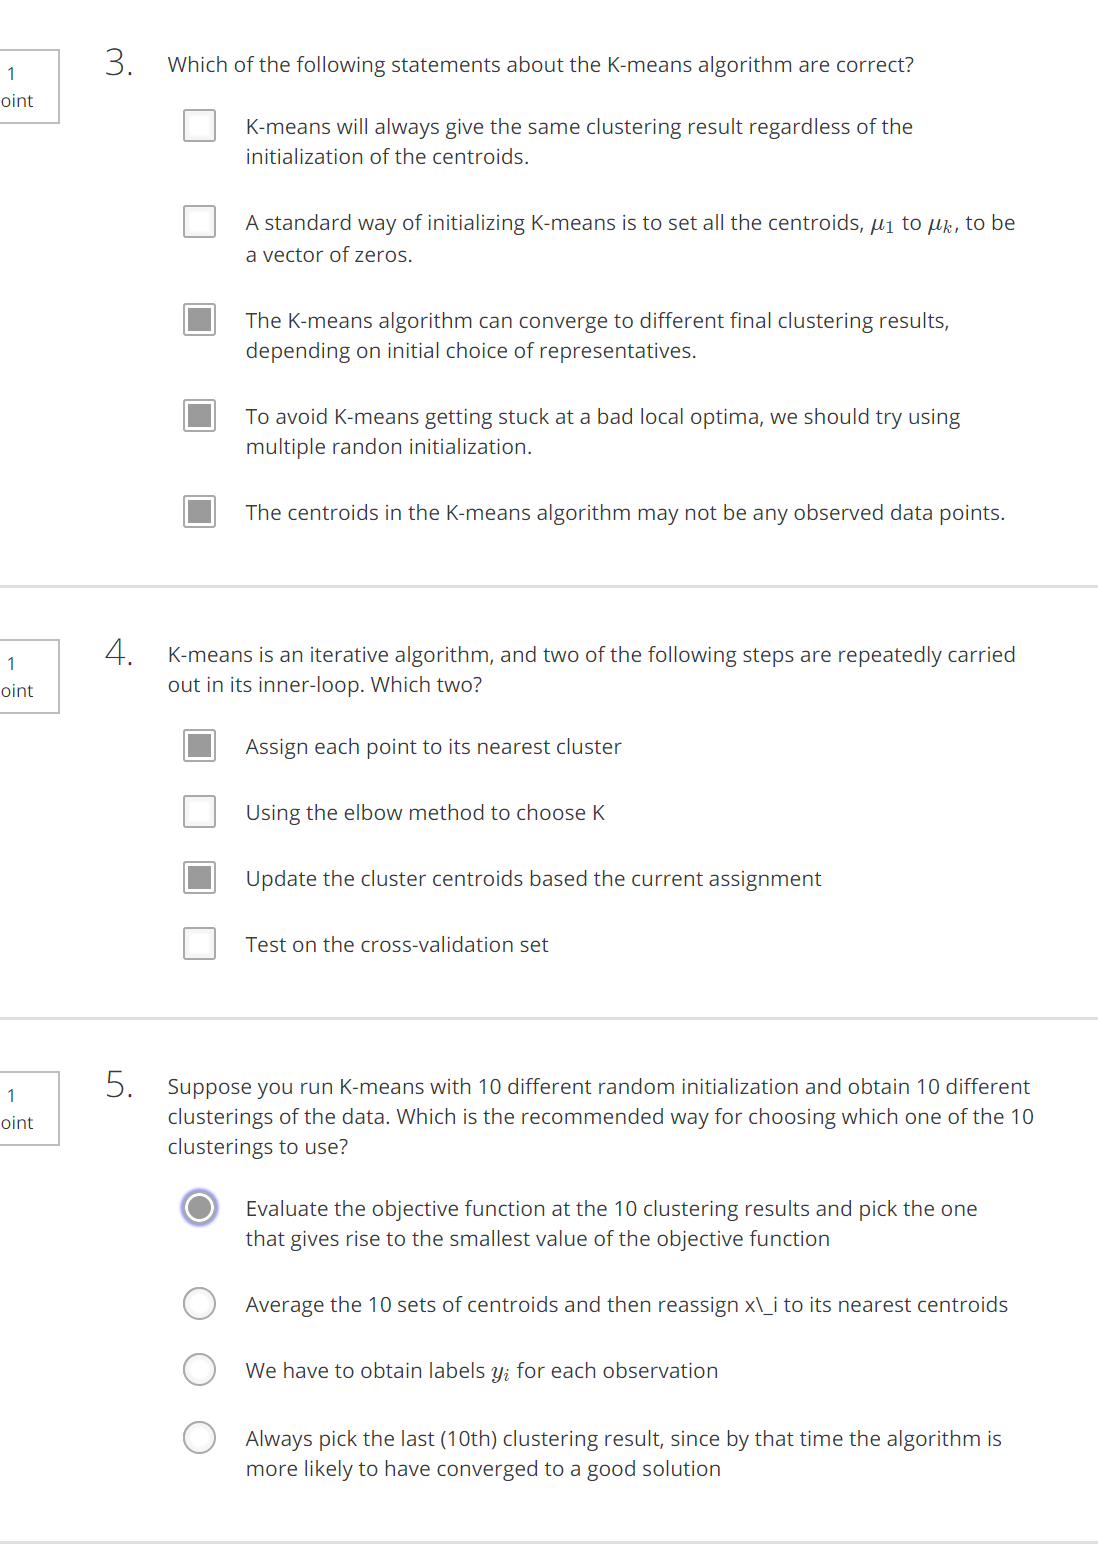 1
oint
3. Which of the following statements about the K-means algorithm are correct?
K-means will always give the same clustering result regardless of the
initialization of the centroids.
A standard way of initializing K-means is to set all the centroids, μ₁ to μₖ, to be
a vector of zeros.
The K-means algorithm can converge to different final clustering results,
depending on initial choice of representatives.
To avoid K-means getting stuck at a bad local optima, we should try using
multiple randon initialization.
The centroids in the K-means algorithm may not be any observed data points.
1
oint
4. K-means is an iterative algorithm, and two of the following steps are repeatedly carried
out in its inner-loop. Which two?
Assign each point to its nearest cluster
Using the elbow method to choose K
Update the cluster centroids based the current assignment
Test on the cross-validation set
1
oint
5. Suppose you run K-means with 10 different random initialization and obtain 10 different
clusterings of the data. Which is the recommended way for choosing which one of the 10
clusterings to use?
Evaluate the objective function at the 10 clustering results and pick the one
that gives rise to the smallest value of the objective function
Average the 10 sets of centroids and then reassign x\_i to its nearest centroids
We have to obtain labels yᵢ for each observation
Always pick the last (10th) clustering result, since by that time the algorithm is
more likely to have converged to a good solution